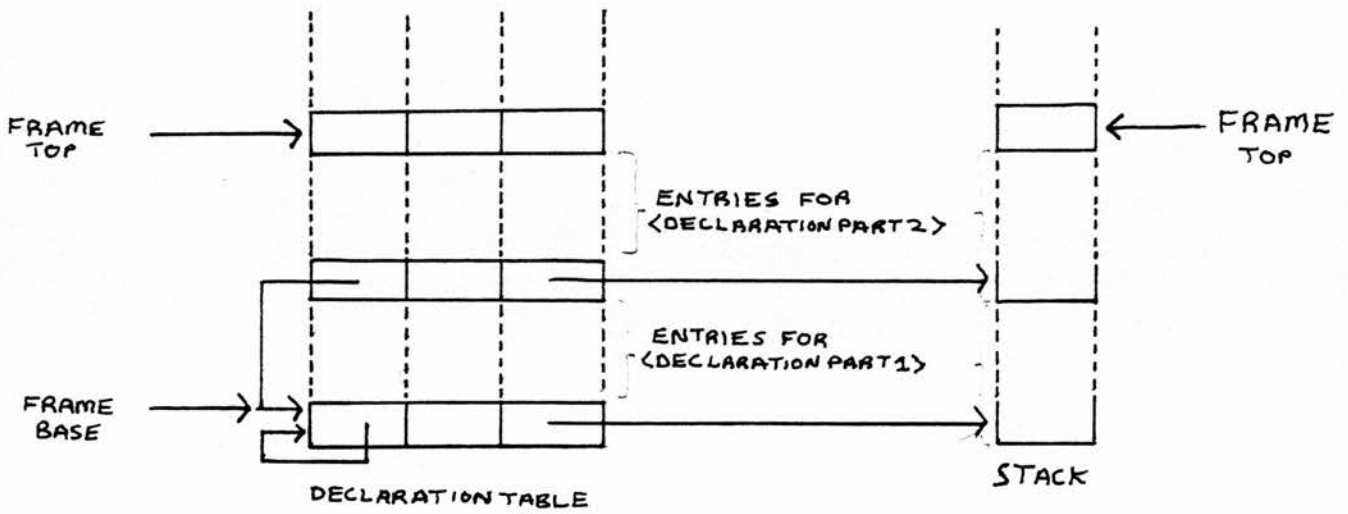 FRAME
TOP
FRAME
TOP
ENTRIES FOR
<DECLARATION PART 2>
ENTRIES FOR
<DECLARATION PART 1>
FRAME
BASE
STACK
DECLARATION TABLE